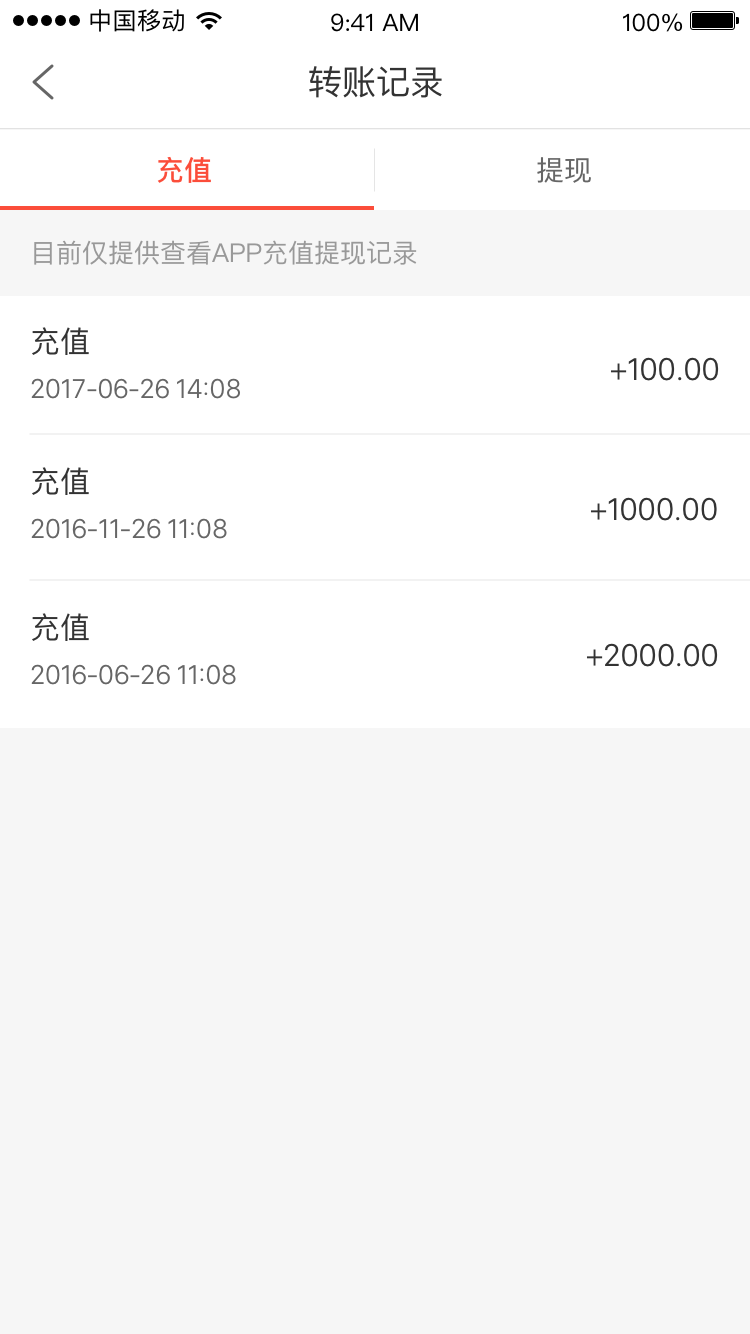 中国移动 9:41 AM 100%
转账记录
充值 提现
目前仅提供查看APP充值提现记录
充值
2017-06-26 14:08
+100.00
充值
2016-11-26 11:08
+1000.00
充值
2016-06-26 11:08
+2000.00